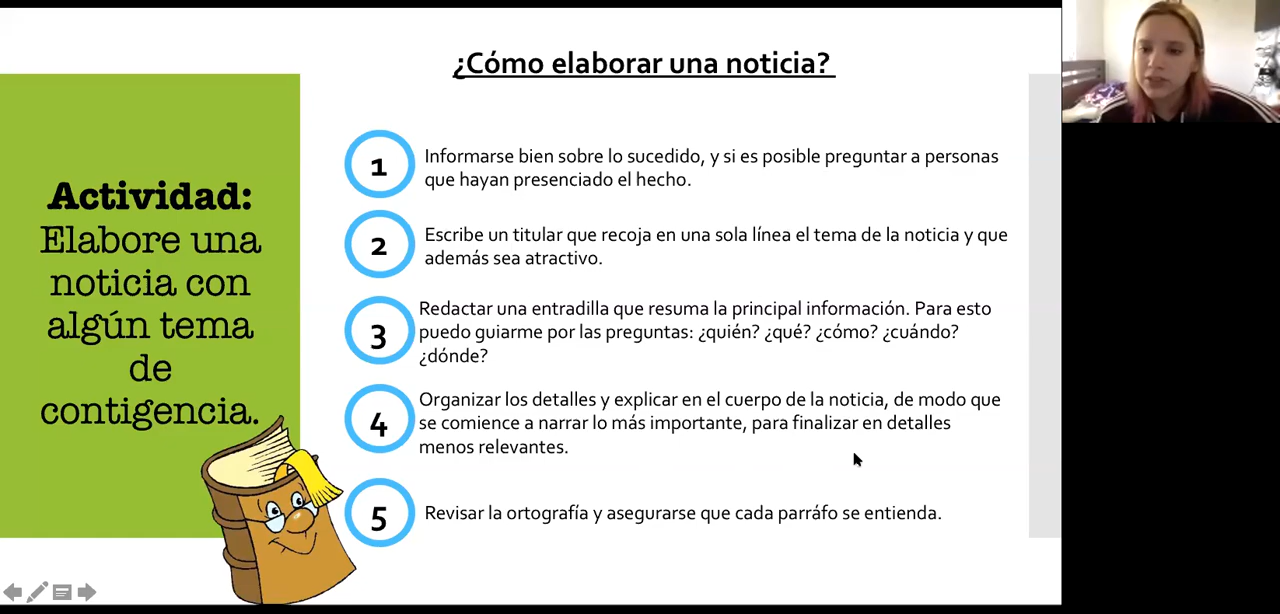 ¿Cómo elaborar una noticia?
Actividad:
Elabore una
noticia con
algún tema
de
contigencia.
1
Informarse bien sobre lo sucedido, y si es posible preguntar a personas
que hayan presenciado el hecho.
2
Escribe un titular que recoja en una sola línea el tema de la noticia y que
además sea atractivo.
3
Redactar una entradilla que resuma la principal información. Para esto
puedo guiarme por las preguntas: ¿quién? ¿qué? ¿cómo? ¿cuándo?
¿dónde?
4
Organizar los detalles y explicar en el cuerpo de la noticia, de modo que
se comience a narrar lo más importante, para finalizar en detalles
menos relevantes.
5
Revisar la ortografía y asegurarse que cada parráfo se entienda.